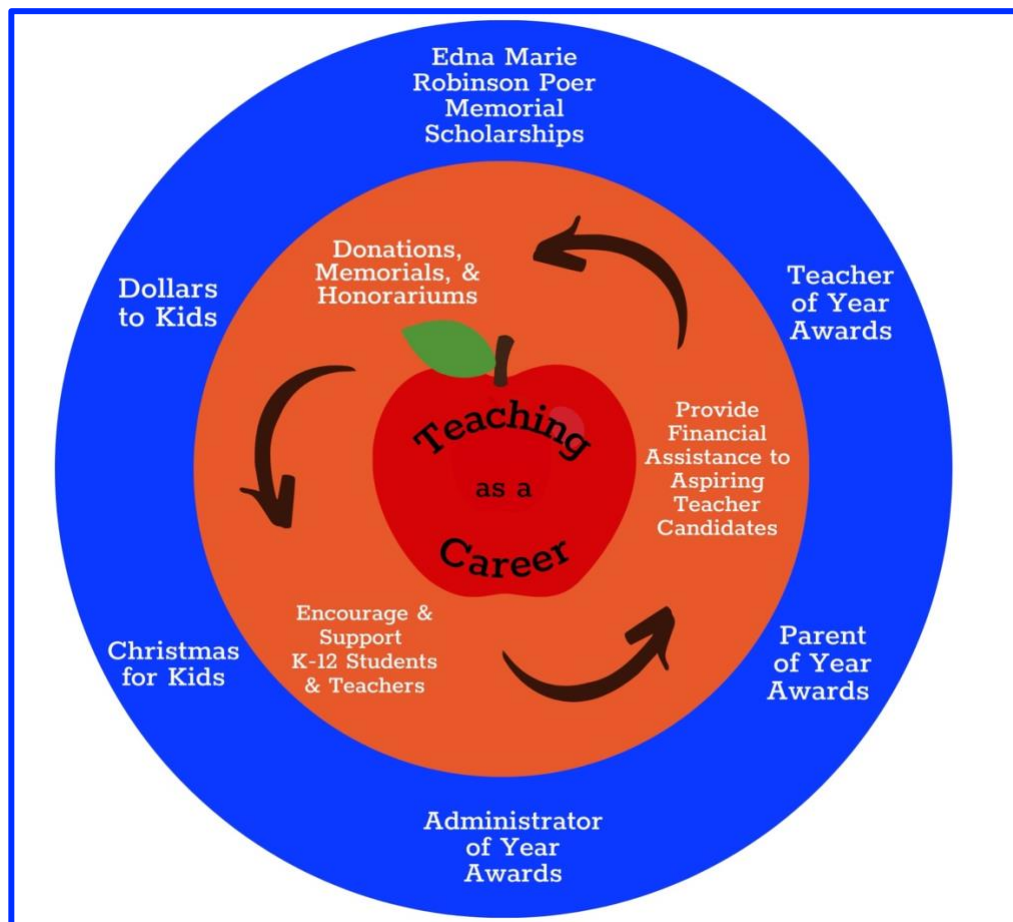 Edna Marie
Robinson Poer
Memorial
Scholarships
Donations,
Memorials, &
Honorariums
Dollars
to Kids
Teacher
of Year
Awards
Teaching
as a
Career
Provide
Financial
Assistance to
Aspiring
Teacher
Candidates
Encourage &
Support
K-12 Students
& Teachers
Christmas
for Kids
Parent
of Year
Awards
Administrator
of Year
Awards